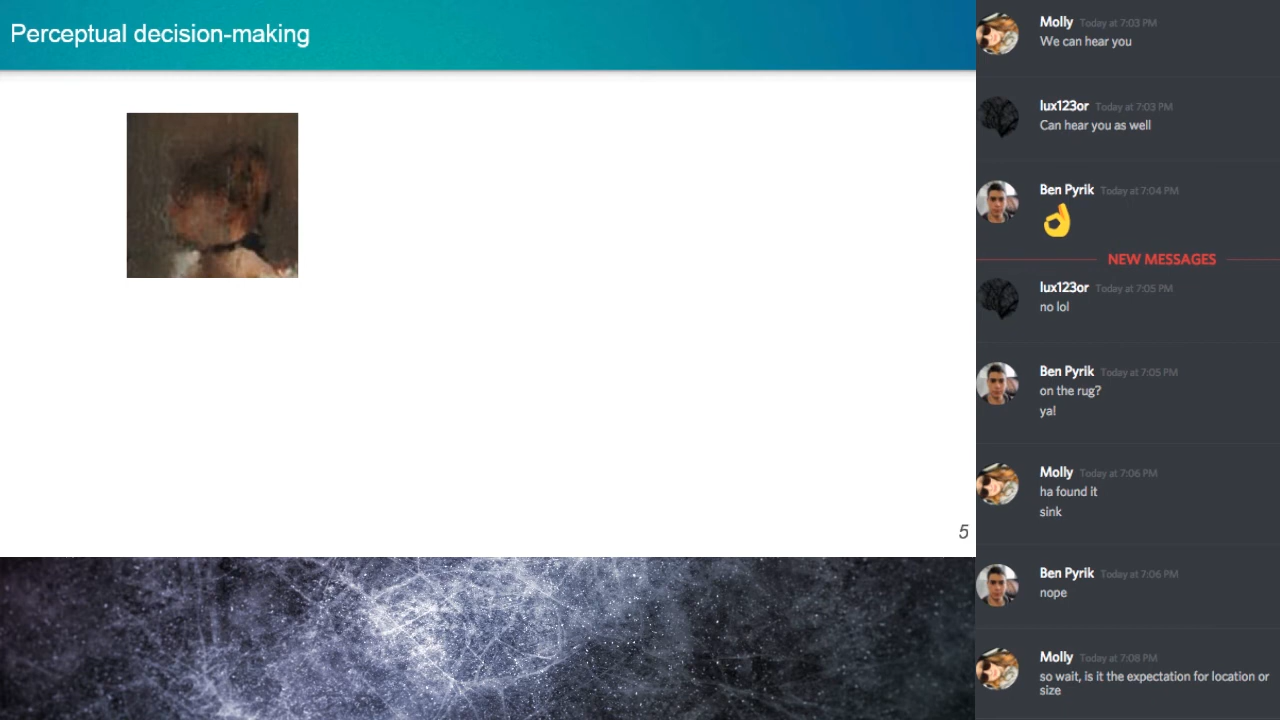 Perceptual decision-making
5
Molly Today at 7:03 PM
We can hear you
lux123or Today at 7:03 PM
Can hear you as well
Ben Pyrik Today at 7:04 PM
NEW MESSAGES
lux123or Today at 7:05 PM
no lol
Ben Pyrik Today at 7:05 PM
on the rug?
ya!
Molly Today at 7:06 PM
ha found it
sink
Ben Pyrik Today at 7:06 PM
nope
Molly Today at 7:08 PM
so wait, is it the expectation for location or
size